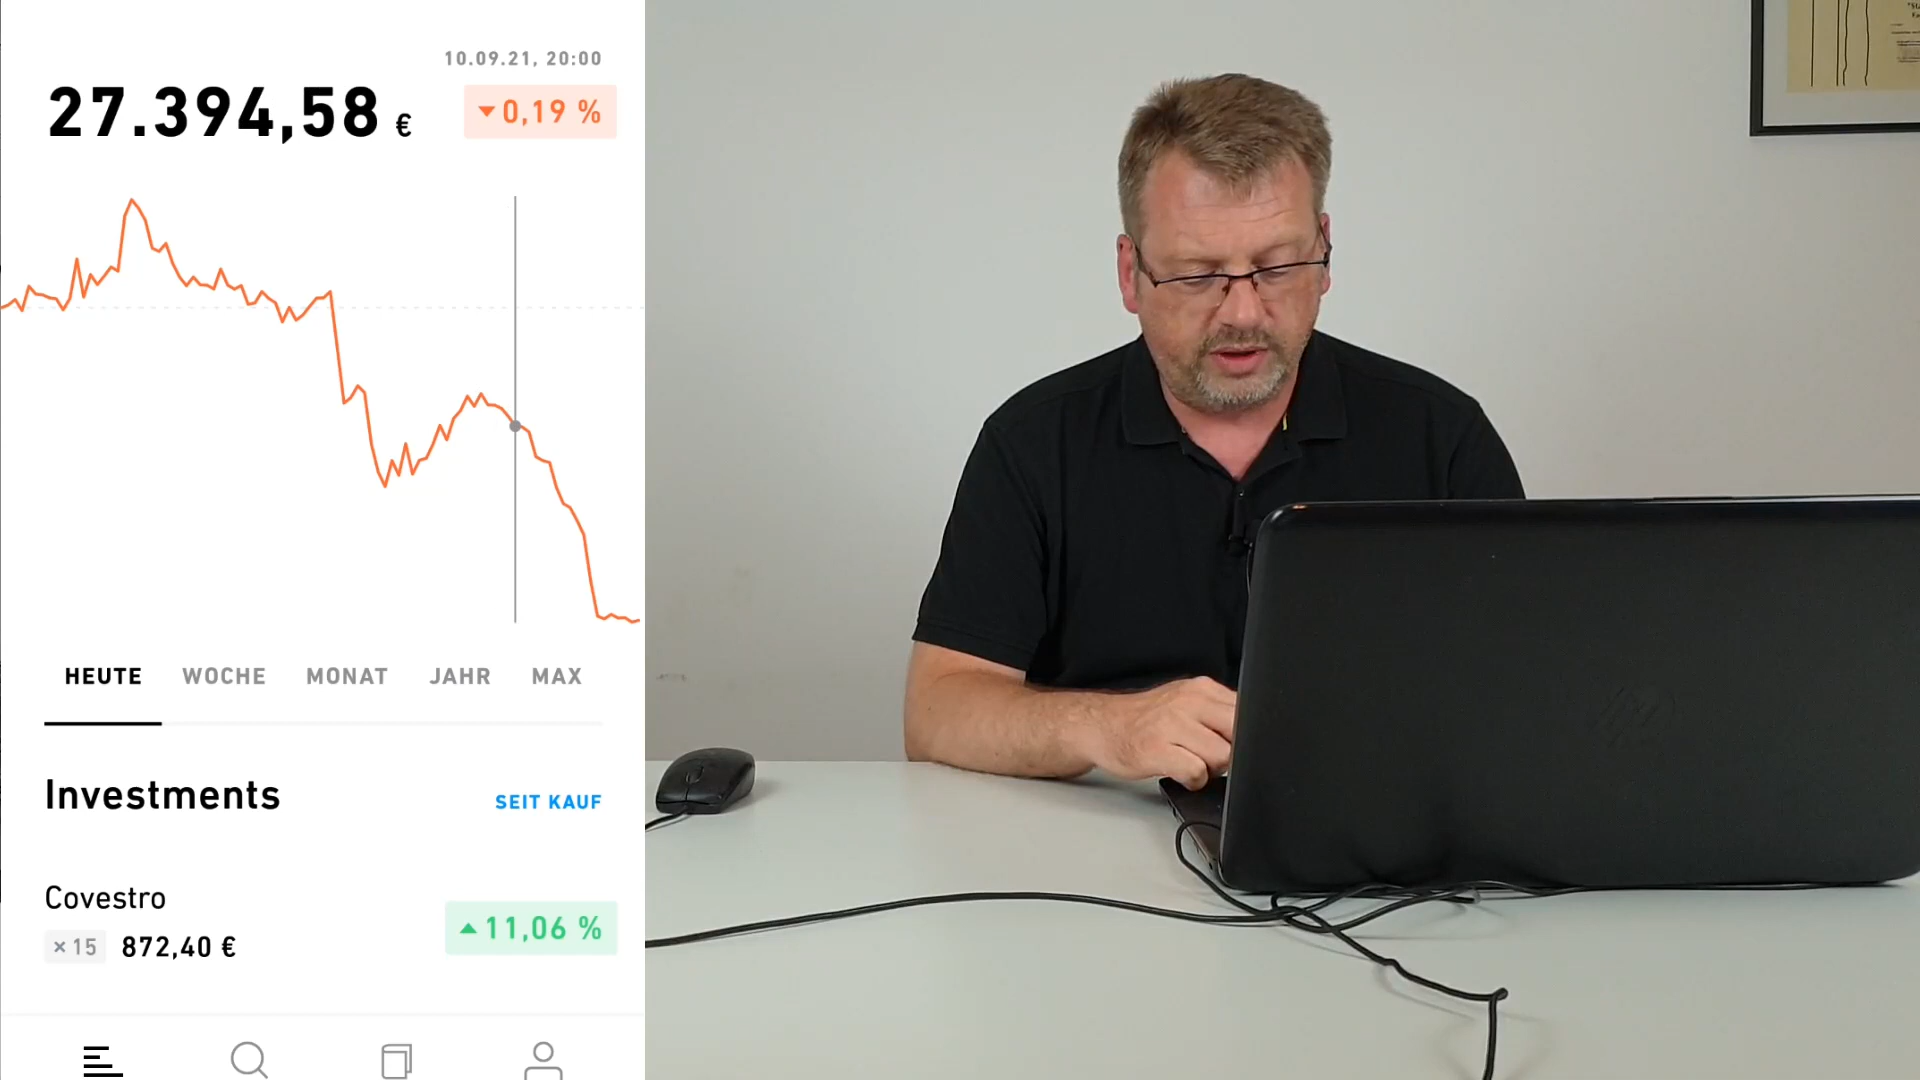 10.09.21, 20:00
27.394,58 €
▼0,19 %
HEUTE WOCHE MONAT JAHR MAX
Investments
SEIT KAUF
Covestro
×15 872,40 €
▲11,06 %